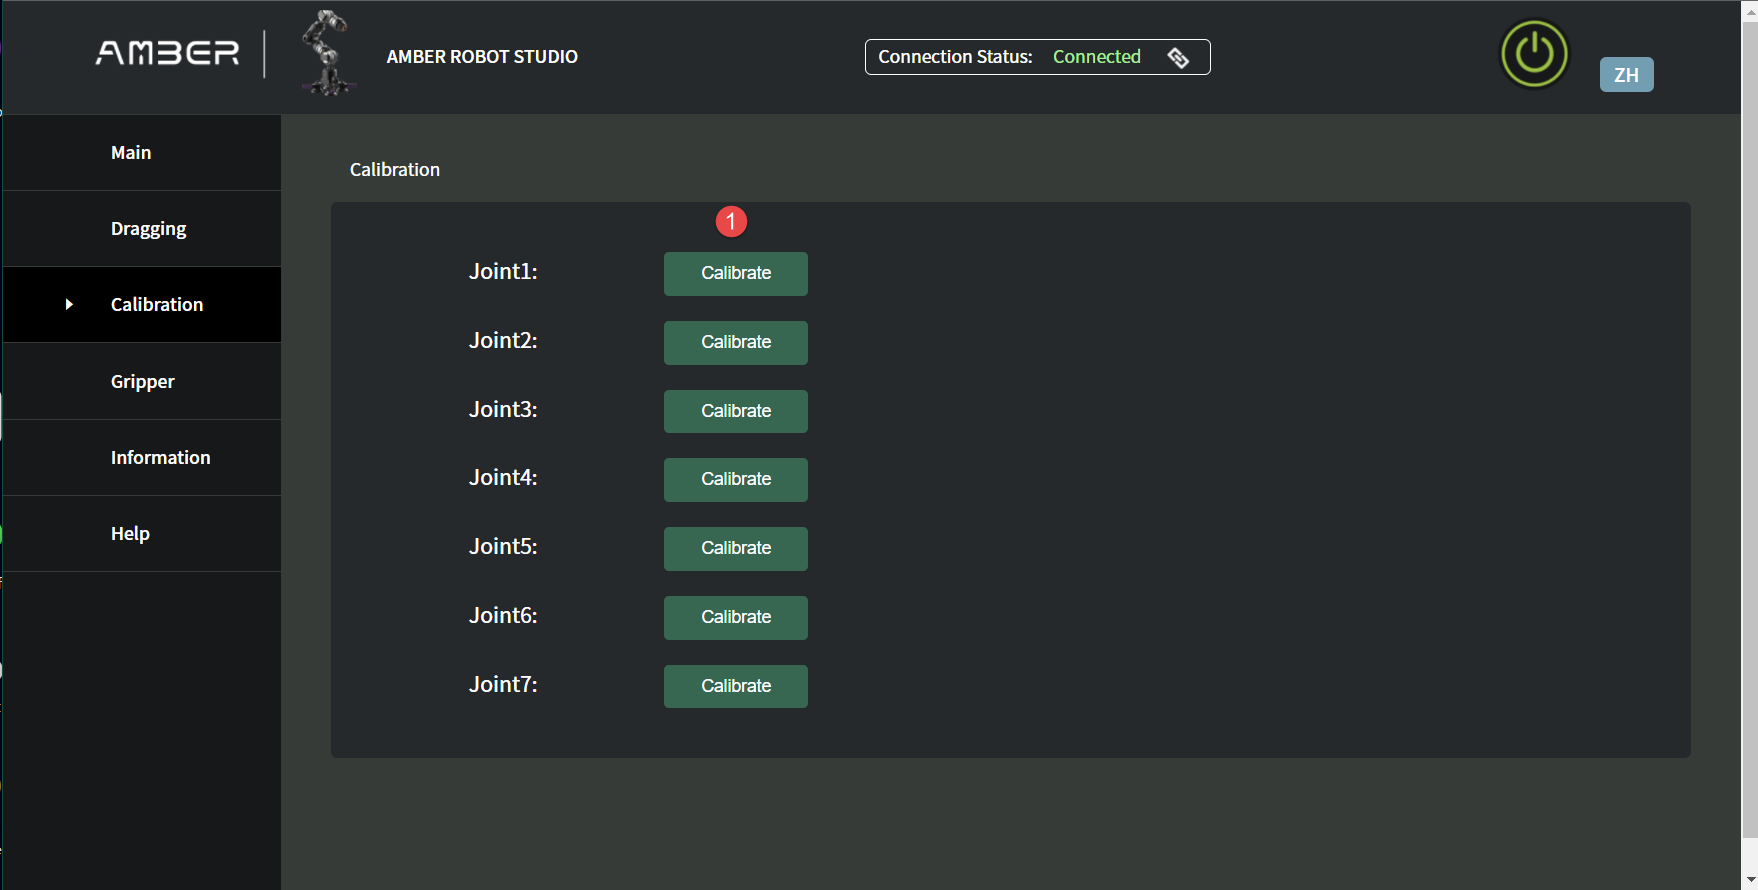 AMBER
AMBER ROBOT STUDIO
Connection Status: Connected
ZH
Main
Dragging
Calibration
Gripper
Information
Help
Calibration
1
Joint1: Calibrate
Joint2: Calibrate
Joint3: Calibrate
Joint4: Calibrate
Joint5: Calibrate
Joint6: Calibrate
Joint7: Calibrate